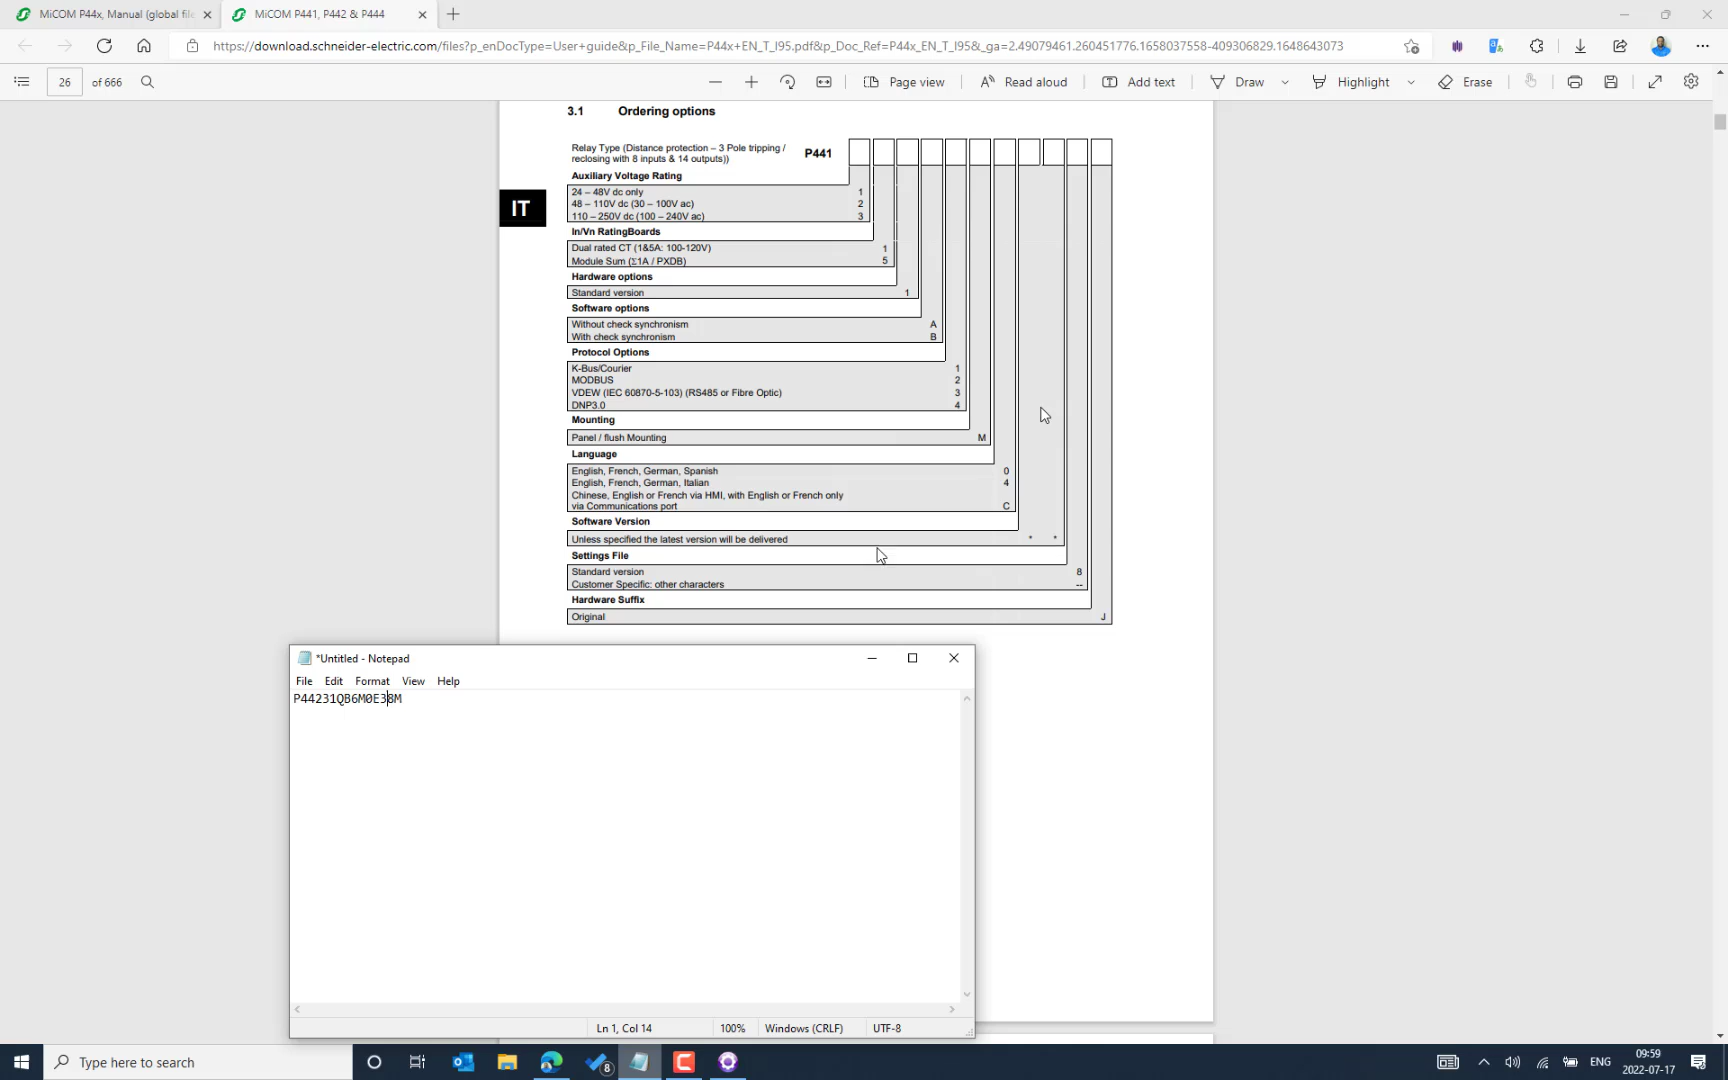 MiCOM P44x, Manual (global file
MiCOM P441, P442 & P444
https://download.schneider-electric.com/files?p_enDocType=User+guide&p_File_Name=P44x+EN_T_I95.pdf&p_Doc_Ref=P44x_EN_T_I95&_ga=2.49079461.260451776.1658037558-409306829.1648643073
26 of 666
Page view
Read aloud
Add text
Draw
Highlight
Erase
3.1 Ordering options
Relay Type (Distance protection – 3 Pole tripping /
reclosing with 8 inputs & 14 outputs))
P441
Auxiliary Voltage Rating
24 – 48V dc only 1
48 – 110V dc (30 – 100V ac) 2
110 – 250V dc (100 – 240V ac) 3
IT
In/Vn RatingBoards
Dual rated CT (1&5A: 100-120V) 1
Module Sum (Σ1A / PXDB) 5
Hardware options
Standard version 1
Software options
Without check synchronism A
With check synchronism B
Protocol Options
K-Bus/Courier 1
MODBUS 2
VDEW (IEC 60870-5-103) (RS485 or Fibre Optic) 3
DNP3.0 4
Mounting
Panel / flush Mounting M
Language
English, French, German, Spanish 0
English, French, German, Italian 4
Chinese, English or French via HMI, with English or French only
via Communications port C
Software Version
Unless specified the latest version will be delivered * *
Settings File
Standard version 8
Customer Specific: other characters --
Hardware Suffix
Original J
*Untitled - Notepad
File Edit Format View Help
P44231QB6M0E38M
Ln 1, Col 14 100% Windows (CRLF) UTF-8
Type here to search
8
ENG
09:59
2022-07-17